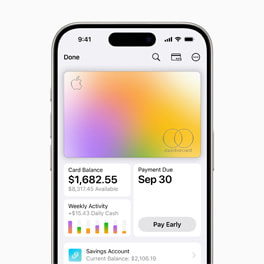 9:41
Done
mastercard
Card Balance
$1,682.55
$8,317.45 Available
Payment Due
Sep 30
Weekly Activity
+$15.43 Daily Cash
Pay Early
Savings Account
Current Balance: $2,106.19